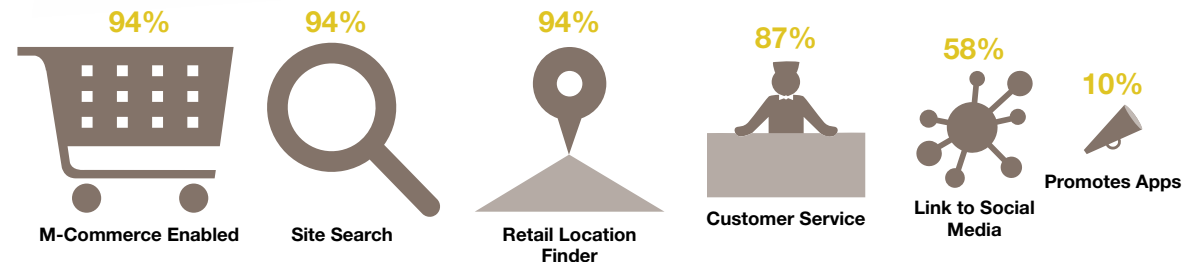 94%
M-Commerce Enabled
94%
Site Search
94%
Retail Location
Finder
87%
Customer Service
58%
Link to Social
Media
10%
Promotes Apps